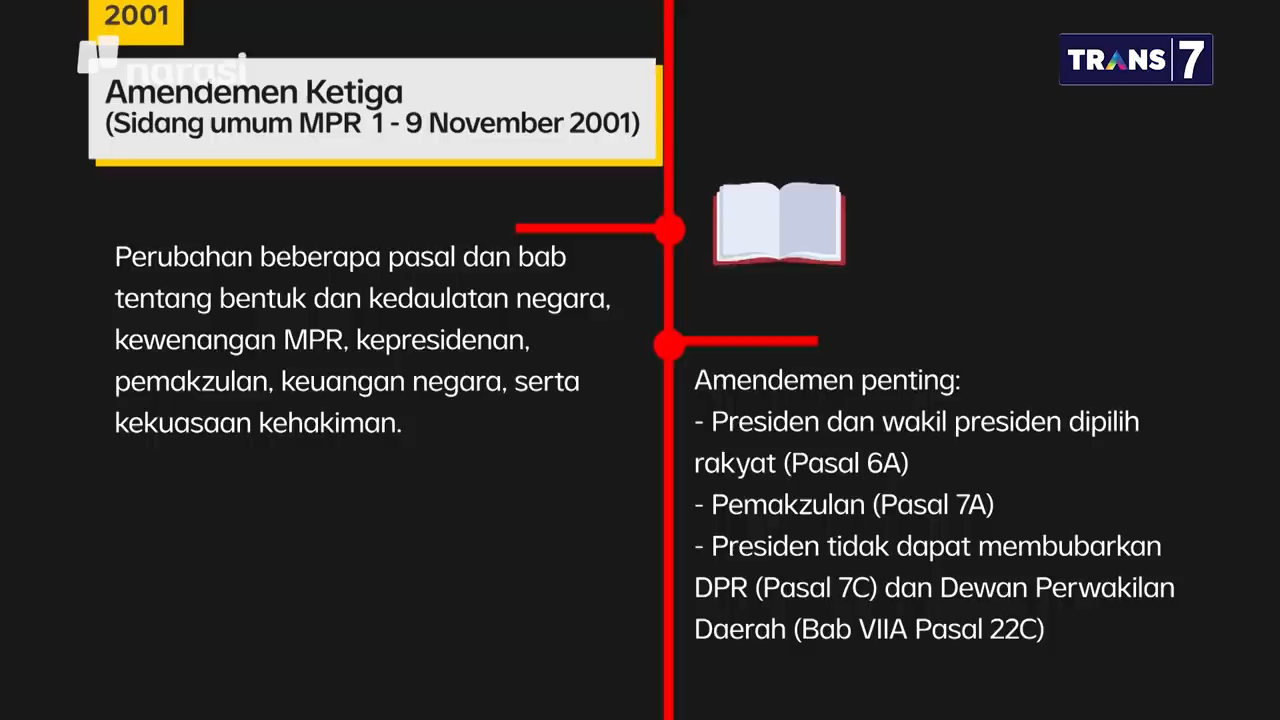 2001
narasi
TRANS 7
Amendemen Ketiga
(Sidang umum MPR 1 - 9 November 2001)
Perubahan beberapa pasal dan bab
tentang bentuk dan kedaulatan negara,
kewenangan MPR, kepresidenan,
pemakzulan, keuangan negara, serta
kekuasaan kehakiman.
Amendemen penting:
- Presiden dan wakil presiden dipilih
rakyat (Pasal 6A)
- Pemakzulan (Pasal 7A)
- Presiden tidak dapat membubarkan
DPR (Pasal 7C) dan Dewan Perwakilan
Daerah (Bab VIIA Pasal 22C)